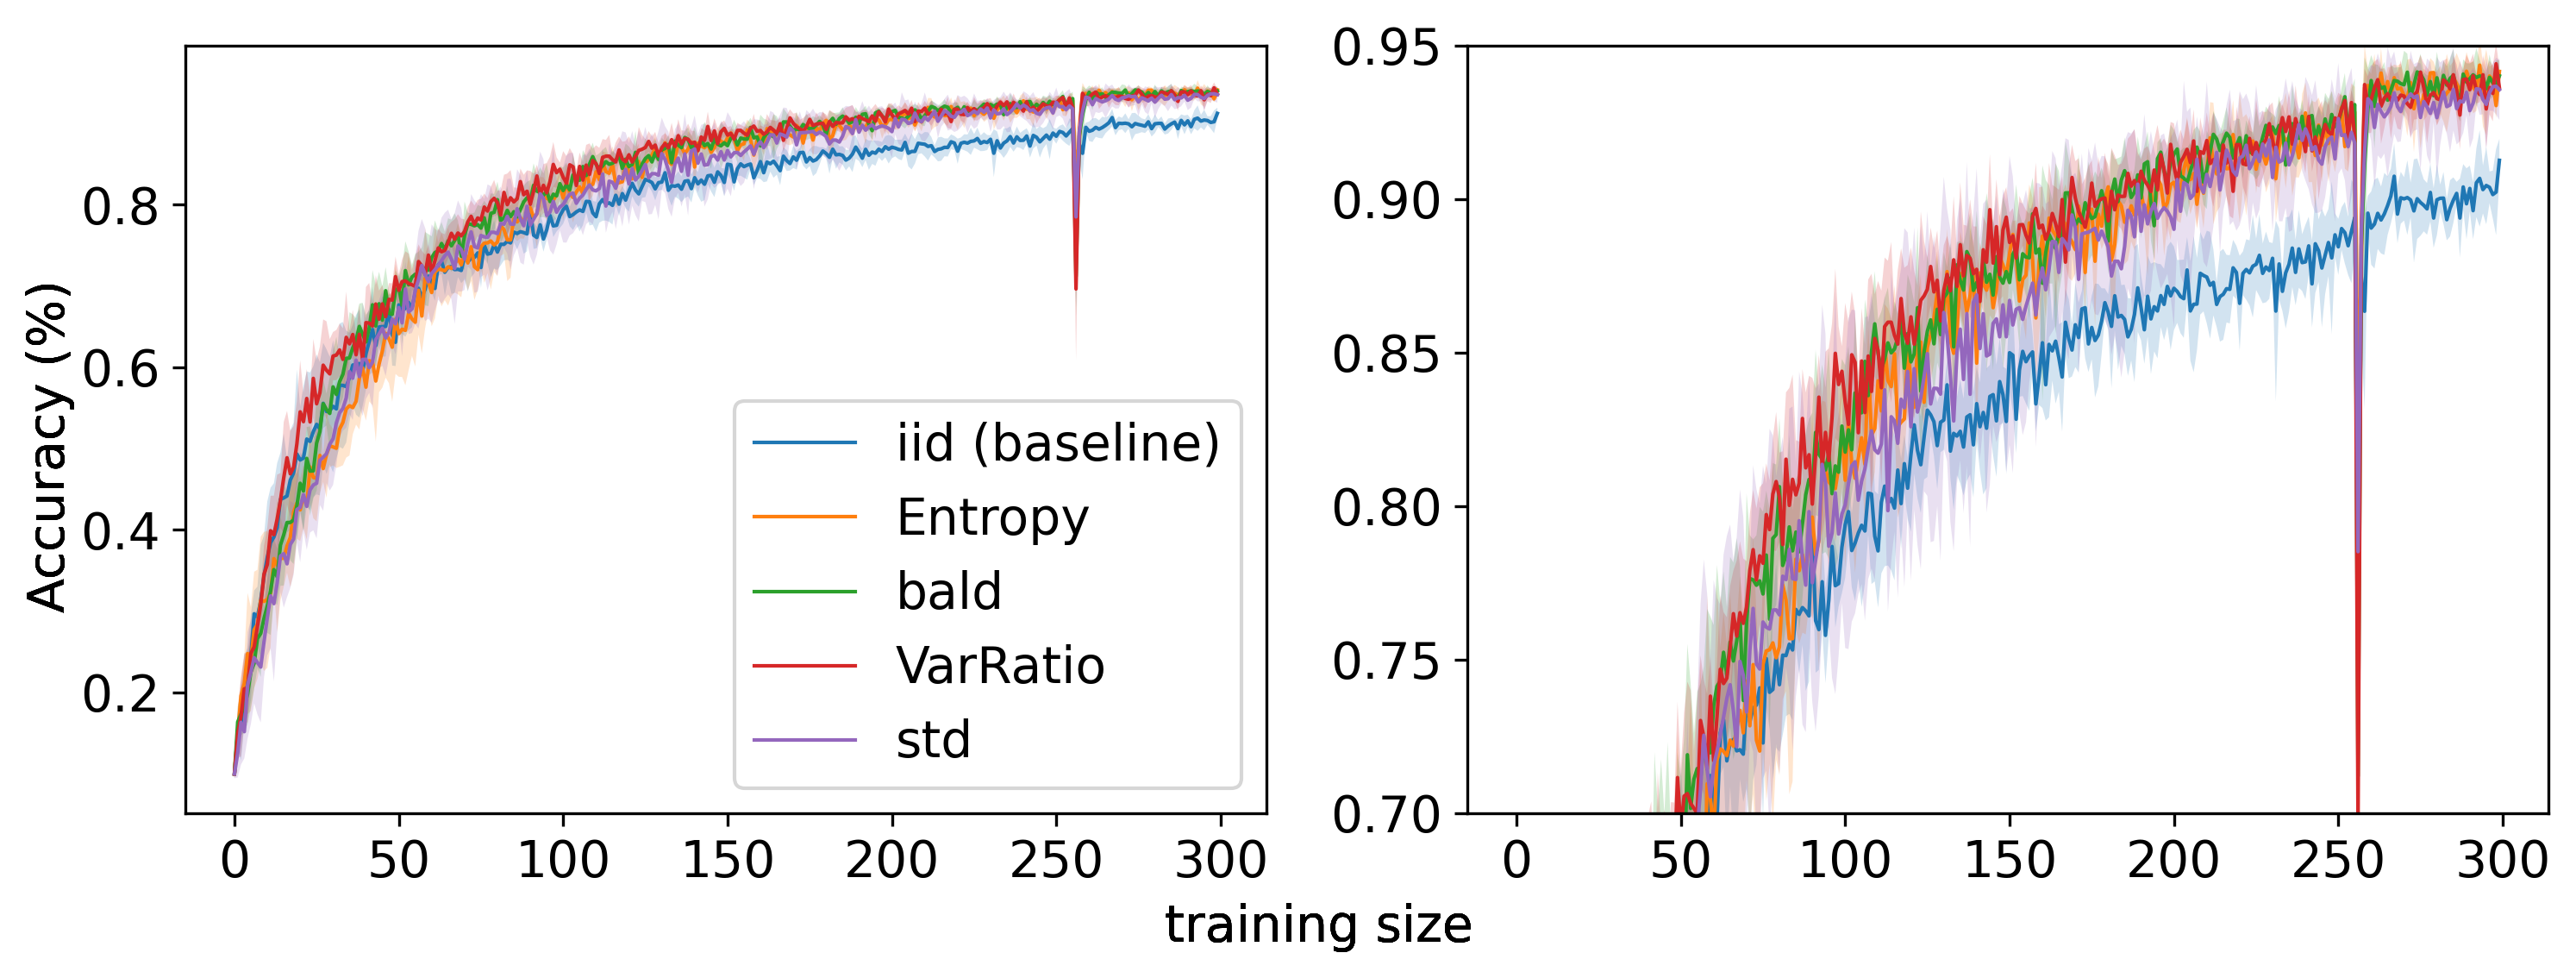 Accuracy (%)
0.8
0.6
0.4
0.2
0 50 100 150 200 250 300
iid (baseline)
Entropy
bald
VarRatio
std
0.95
0.90
0.85
0.80
0.75
0.70
0 50 100 150 200 250 300
training size